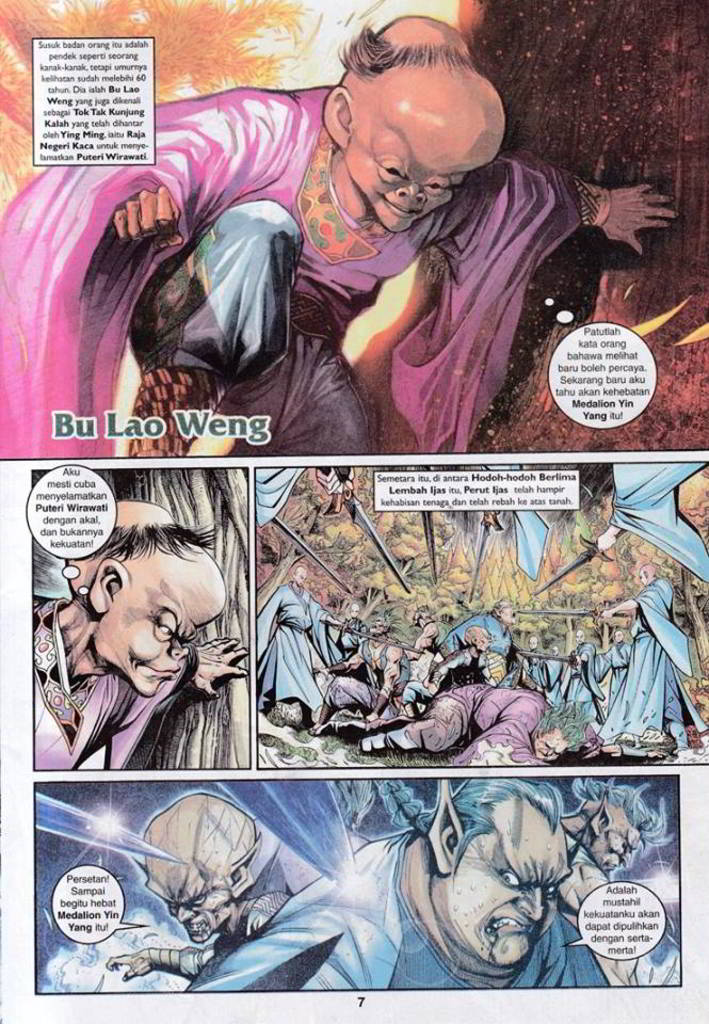 Susuk badan orang itu adalah
pendek seperti seorang
kanak-kanak, tetapi umurnya
kelihatan sudah melebihi 60
tahun. Dia ialah Bu Lao
Weng yang juga dikenali
sebagai Tok Tak Kunjung
Kalah yang telah dihantar
oleh Ying Ming, iaitu Raja
Negeri Kaca untuk menye-
lamatkan Puteri Wirawati.
Patutlah
kata orang
bahawa melihat
baru boleh percaya.
Sekarang baru aku
tahu akan kehebatan
Medalion Yin
Yang itu!
Bu Lao Weng
Aku
mesti cuba
menyelamatkan
Puteri Wirawati
dengan akal,
dan bukannya
kekuatan!
Semetara itu, di antara Hodoh-hodoh Berlima
Lembah Ijas itu, Perut Ijas telah hampir
kehabisan tenaga dan telah rebah ke atas tanah.
Persetan!
Sampai
begitu hebat
Medalion Yin
Yang itu!
Adalah
mustahil
kekuatanku akan
dapat dipulihkan
dengan serta-
merta!
7